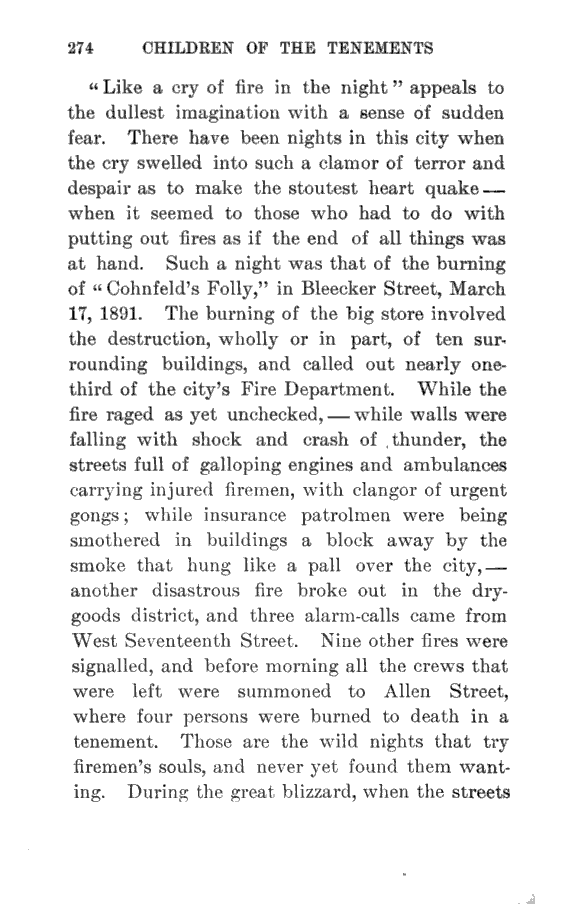 274 CHILDREN OF THE TENEMENTS
“Like a cry of fire in the night” appeals to
the dullest imagination with a sense of sudden
fear. There have been nights in this city when
the cry swelled into such a clamor of terror and
despair as to make the stoutest heart quake —
when it seemed to those who had to do with
putting out fires as if the end of all things was
at hand. Such a night was that of the burning
of “Cohnfeld’s Folly,” in Bleecker Street, March
17, 1891. The burning of the big store involved
the destruction, wholly or in part, of ten sur-
rounding buildings, and called out nearly one-
third of the city’s Fire Department. While the
fire raged as yet unchecked, — while walls were
falling with shock and crash of thunder, the
streets full of galloping engines and ambulances
carrying injured firemen, with clangor of urgent
gongs; while insurance patrolmen were being
smothered in buildings a block away by the
smoke that hung like a pall over the city, —
another disastrous fire broke out in the dry-
goods district, and three alarm-calls came from
West Seventeenth Street. Nine other fires were
signalled, and before morning all the crews that
were left were summoned to Allen Street,
where four persons were burned to death in a
tenement. Those are the wild nights that try
firemen’s souls, and never yet found them want-
ing. During the great blizzard, when the streets